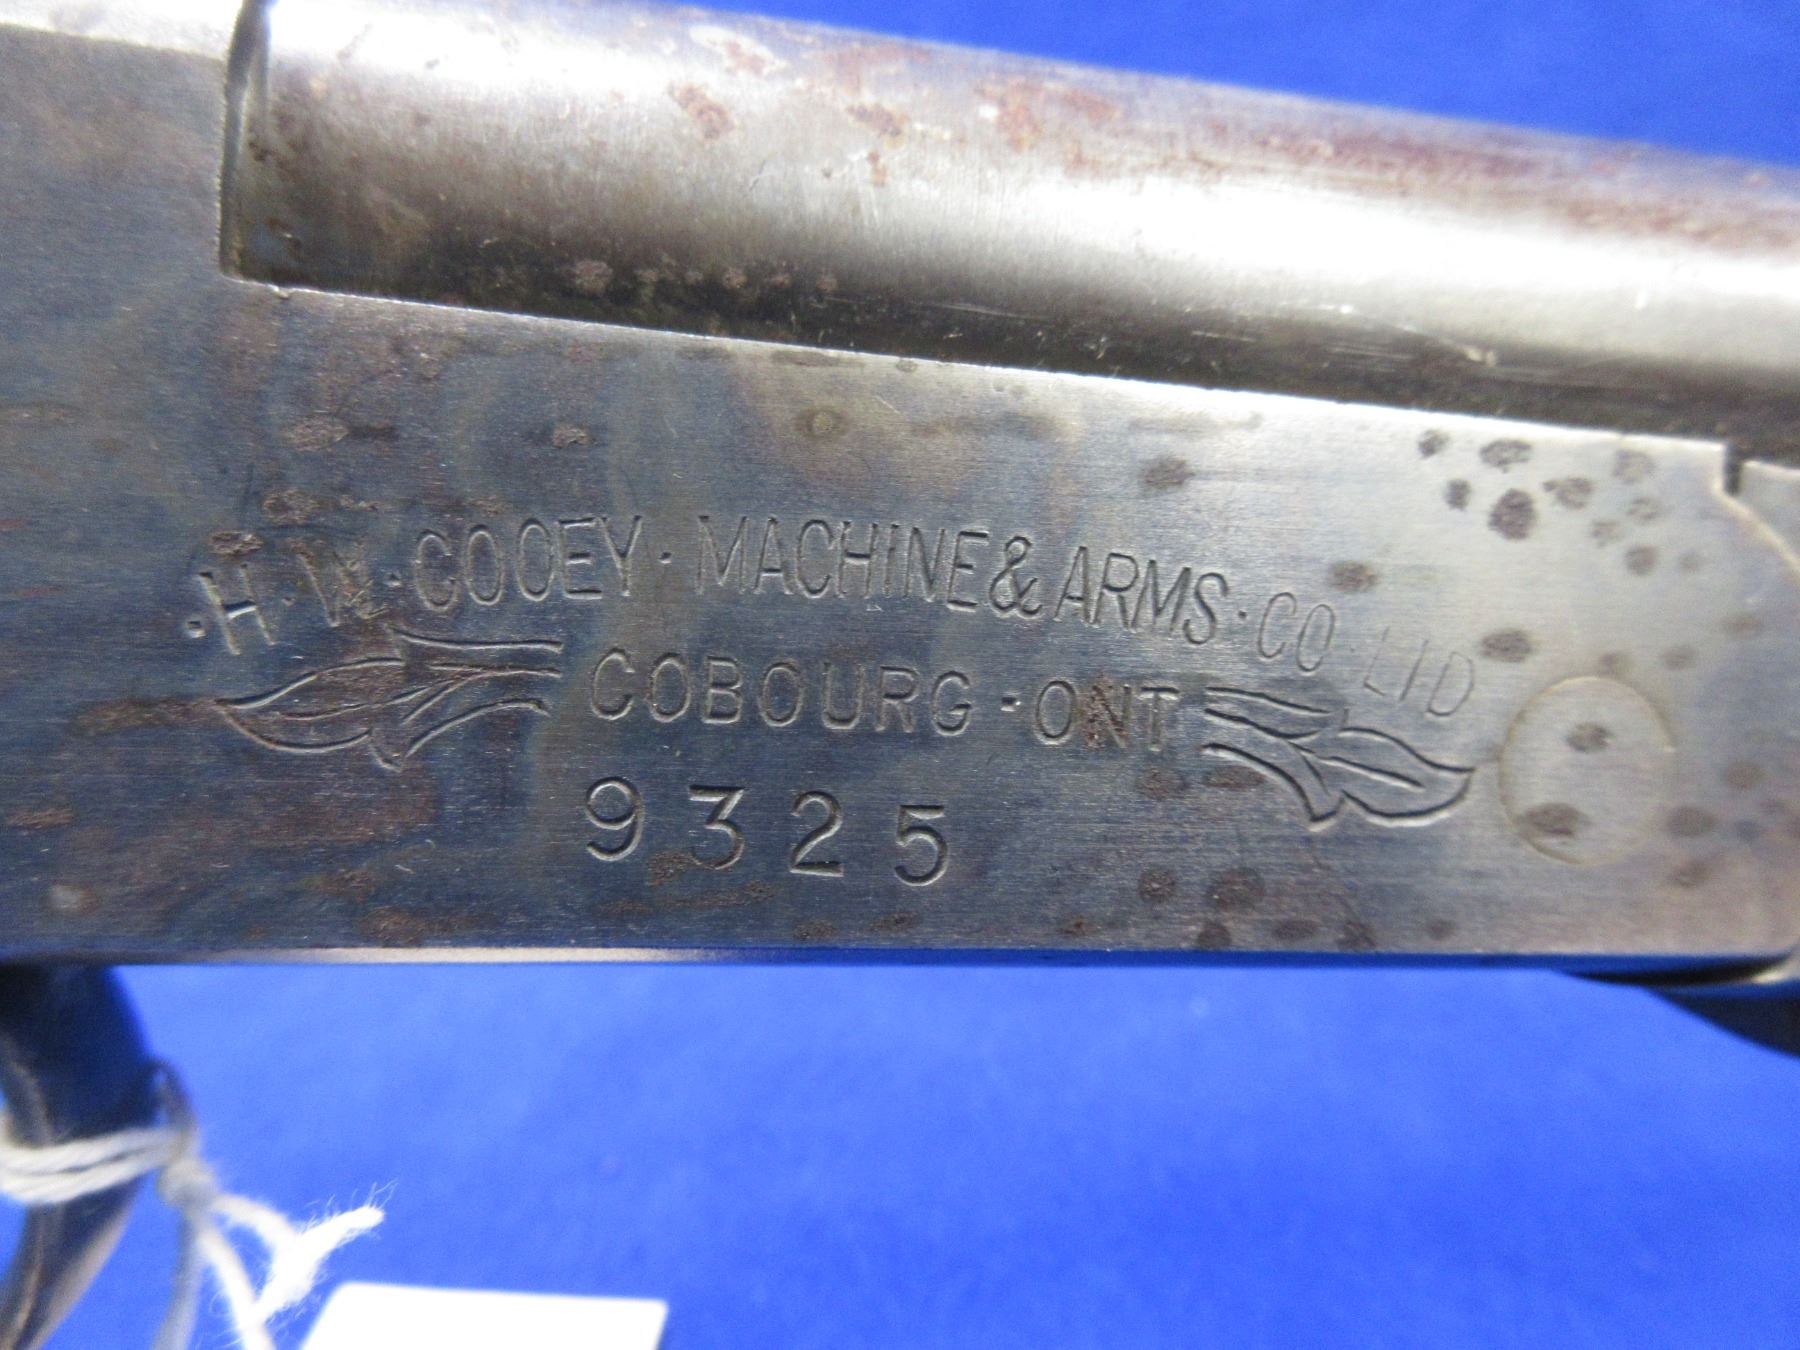 ·H·W·COOEY·MACHINE & ARMS·CO·LTD
COBOURG-ONT
9325